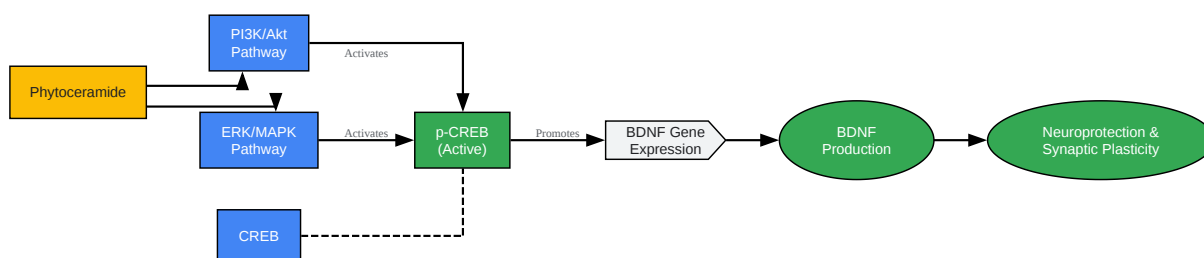 PI3K/Akt
Pathway
Activates
Phytoceramide
ERK/MAPK
Pathway
Activates
p-CREB
(Active)
Promotes
BDNF Gene
Expression
BDNF
Production
Neuroprotection &
Synaptic Plasticity
CREB